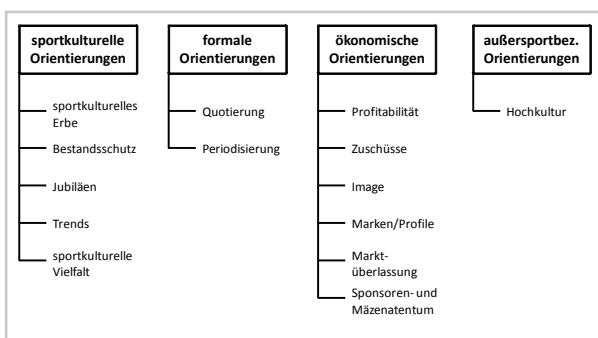 sportkulturelle
Orientierungen
sportkulturelles
Erbe
Bestandsschutz
Jubiläen
Trends
sportkulturelle
Vielfalt
formale
Orientierungen
Quotierung
Periodisierung
ökonomische
Orientierungen
Profitabilität
Zuschüsse
Image
Marken/Profile
Markt-
überlassung
Sponsoren- und
Mäzenatentum
außersportbez.
Orientierungen
Hochkultur